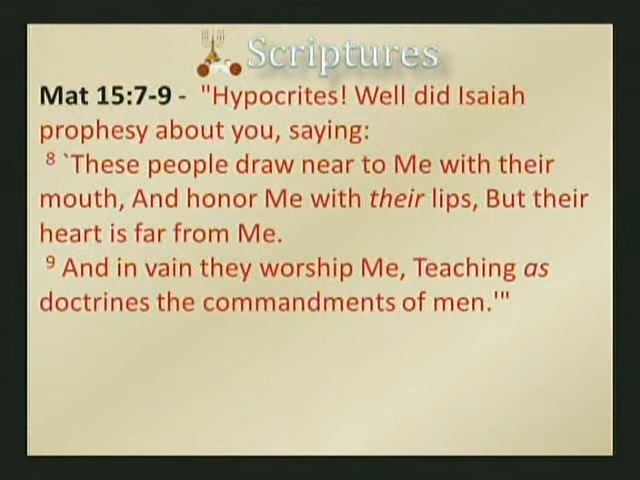 Scriptures
Mat 15:7-9 - "Hypocrites! Well did Isaiah
prophesy about you, saying:
8 `These people draw near to Me with their
mouth, And honor Me with their lips, But their
heart is far from Me.
9 And in vain they worship Me, Teaching as
doctrines the commandments of men.'"